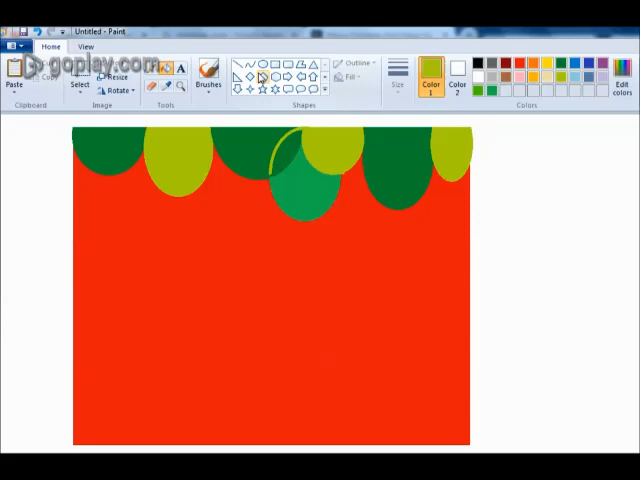 Untitled - Paint
Home View
goplay.com
Paste
Copy
Clipboard
Select
Resize
Rotate
Image
A
Tools
Brushes
Outline
Fill
Shapes
Size
Color
1
Color
2
Edit
colors
Colors